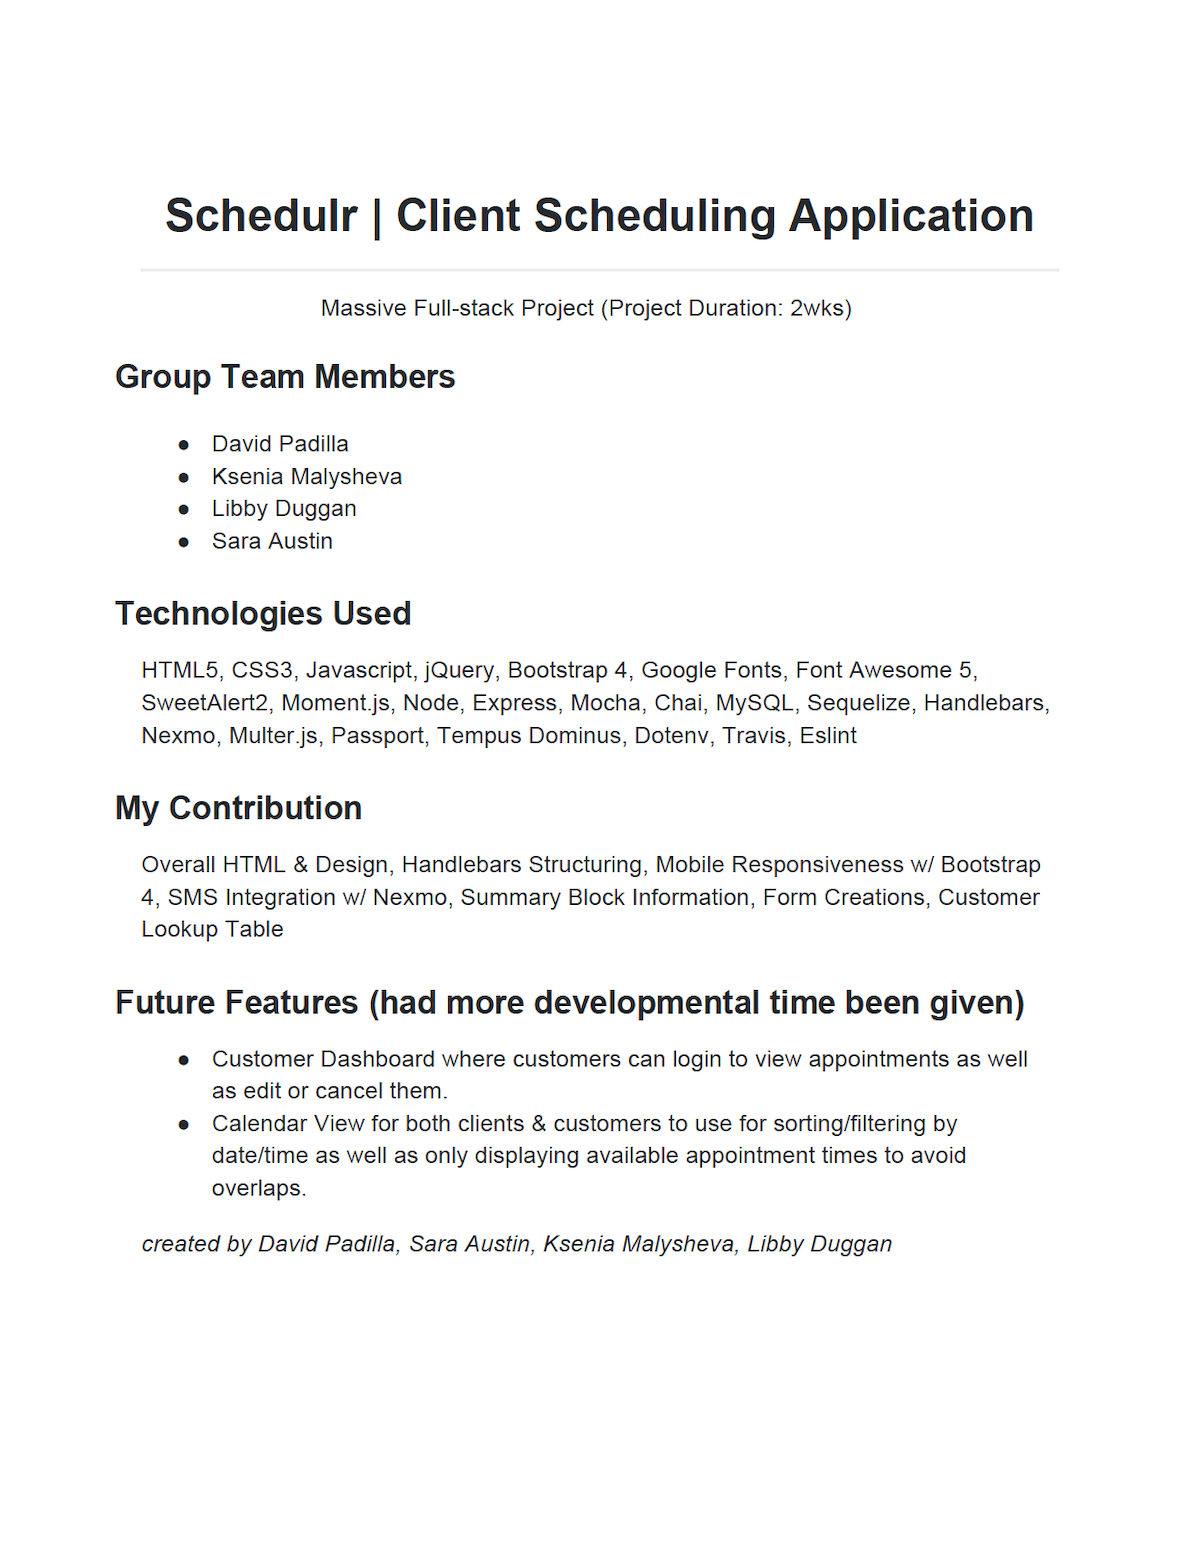 Schedulr | Client Scheduling Application
Massive Full-stack Project (Project Duration: 2wks)
Group Team Members
● David Padilla
● Ksenia Malysheva
● Libby Duggan
● Sara Austin
Technologies Used
HTML5, CSS3, Javascript, jQuery, Bootstrap 4, Google Fonts, Font Awesome 5,
SweetAlert2, Moment.js, Node, Express, Mocha, Chai, MySQL, Sequelize, Handlebars,
Nexmo, Multer.js, Passport, Tempus Dominus, Dotenv, Travis, Eslint
My Contribution
Overall HTML & Design, Handlebars Structuring, Mobile Responsiveness w/ Bootstrap
4, SMS Integration w/ Nexmo, Summary Block Information, Form Creations, Customer
Lookup Table
Future Features (had more developmental time been given)
● Customer Dashboard where customers can login to view appointments as well
as edit or cancel them.
● Calendar View for both clients & customers to use for sorting/filtering by
date/time as well as only displaying available appointment times to avoid
overlaps.
created by David Padilla, Sara Austin, Ksenia Malysheva, Libby Duggan